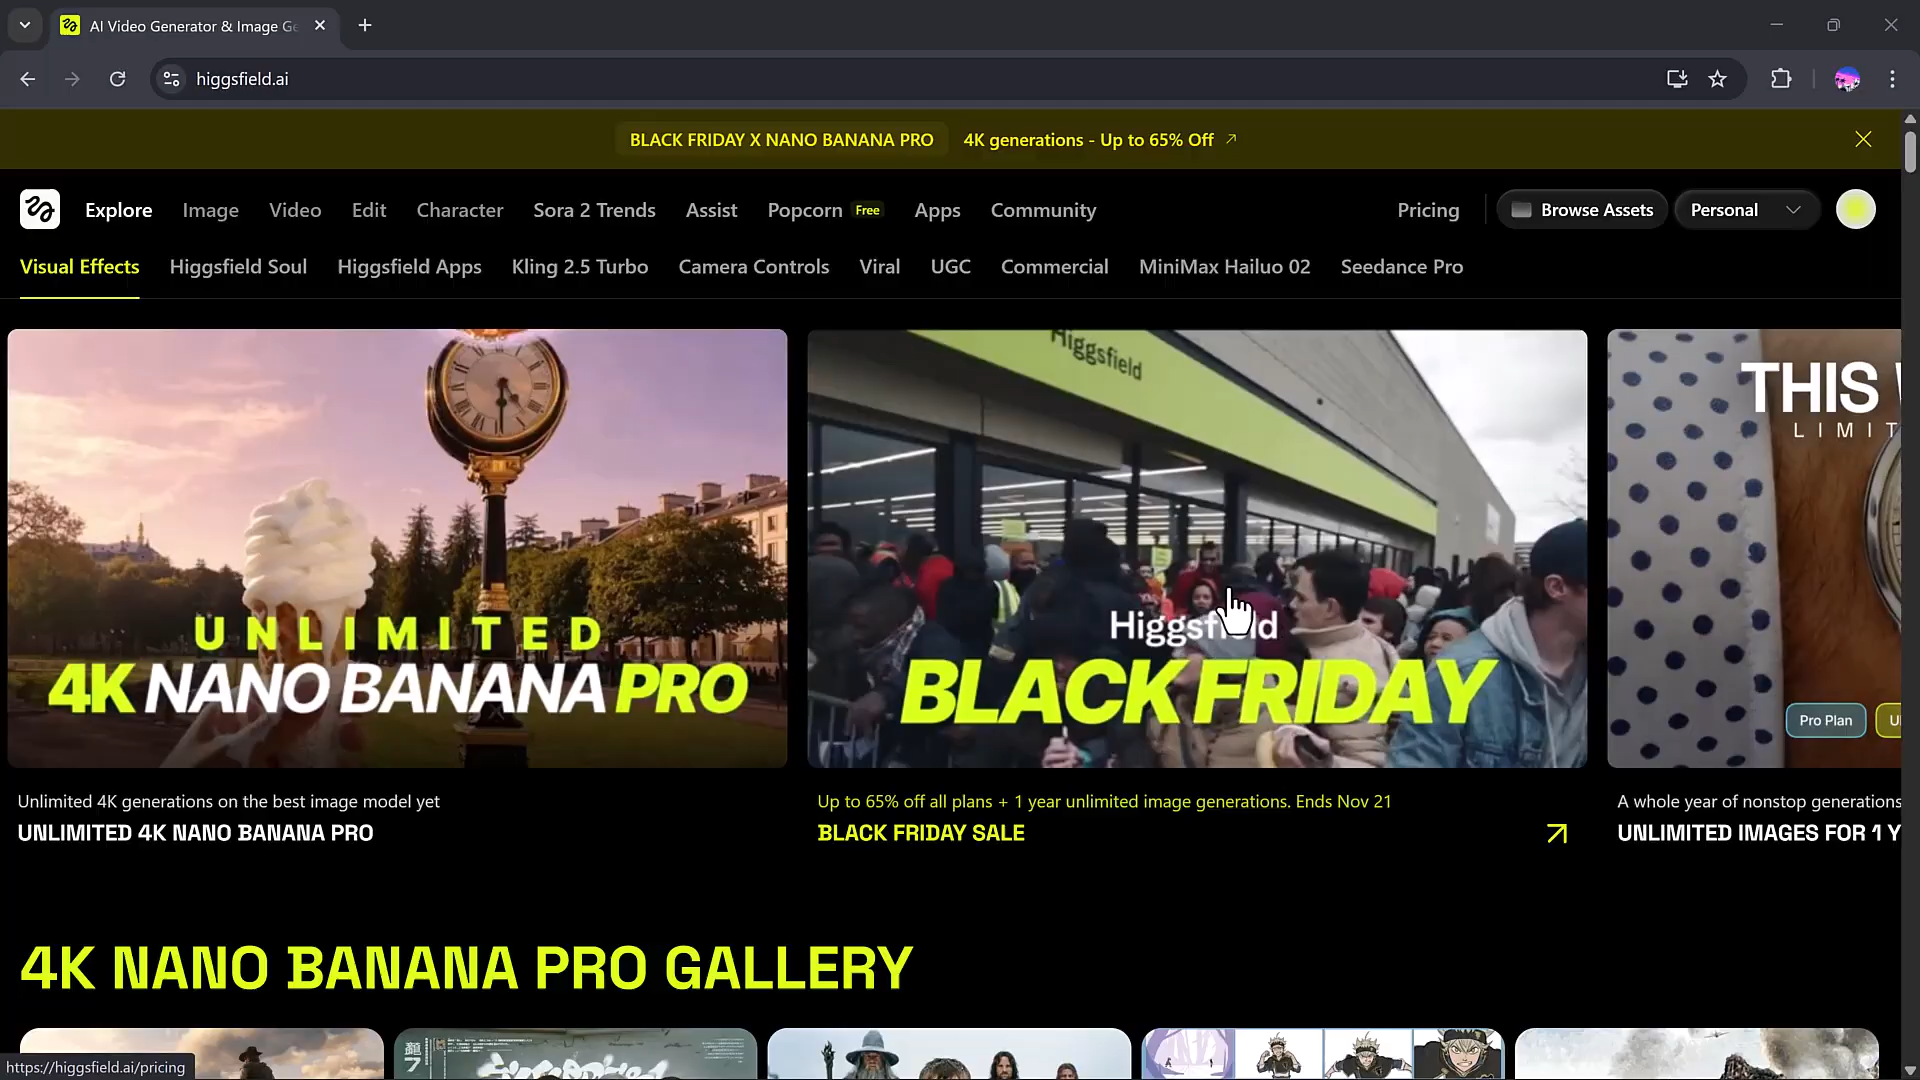 AI Video Generator & Image Ge
higgsfield.ai
BLACK FRIDAY X NANO BANANA PRO 4K generations - Up to 65% Off
Explore Image Video Edit Character Sora 2 Trends Assist Popcorn Free Apps Community Pricing Browse Assets Personal
Visual Effects Higgsfield Soul Higgsfield Apps Kling 2.5 Turbo Camera Controls Viral UGC Commercial MiniMax Hailuo 02 Seedance Pro
UNLIMITED
4K NANO BANANA PRO
Higgsfield
Higgsfield
BLACK FRIDAY
THIS
LIMIT
Pro Plan
Unlimited 4K generations on the best image model yet
UNLIMITED 4K NANO BANANA PRO
Up to 65% off all plans + 1 year unlimited image generations. Ends Nov 21
BLACK FRIDAY SALE
A whole year of nonstop generations
UNLIMITED IMAGES FOR 1 Y
4K NANO BANANA PRO GALLERY
https://higgsfield.ai/pricing